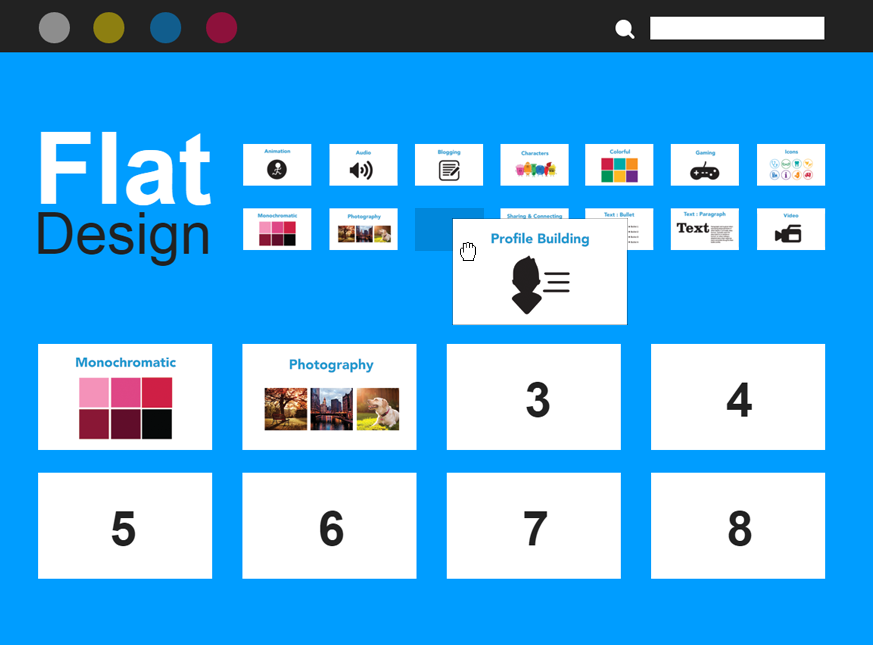 Flat
Design
Animation
Audio
Blogging
Characters
Colorful
Gaming
Icons
Monochromatic
Photography
Sharing & Connecting
Text : Bullet
Text : Paragraph
Text
Video
Profile Building
Monochromatic
Photography
3
4
5
6
7
8